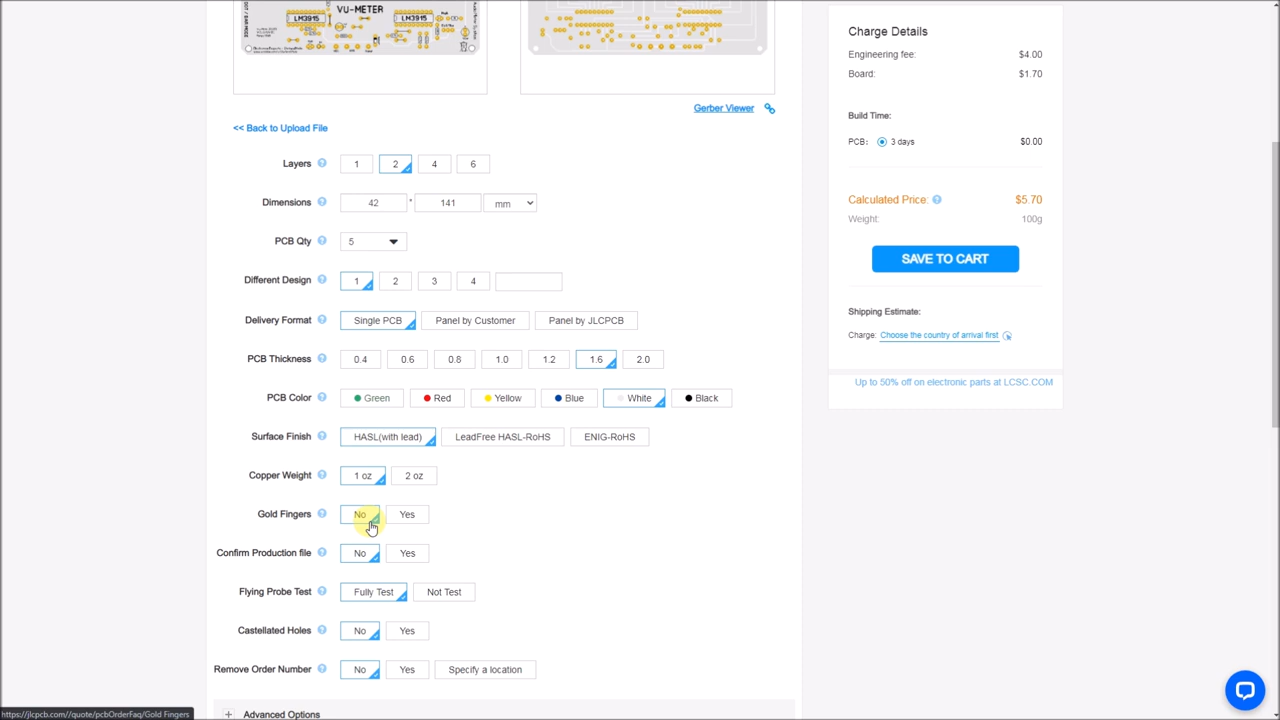 LM3915
VU-METER
LM3915
Gerber Viewer
<< Back to Upload File
Layers ? 1 2 4 6
Dimensions ? 42 * 141 mm
PCB Qty ? 5
Different Design ? 1 2 3 4
Delivery Format ? Single PCB Panel by Customer Panel by JLCPCB
PCB Thickness ? 0.4 0.6 0.8 1.0 1.2 1.6 2.0
PCB Color ? Green Red Yellow Blue White Black
Surface Finish ? HASL(with lead) LeadFree HASL-RoHS ENIG-RoHS
Copper Weight ? 1 oz 2 oz
Gold Fingers ? No Yes
Confirm Production file ? No Yes
Flying Probe Test ? Fully Test Not Test
Castellated Holes ? No Yes
Remove Order Number ? No Yes Specify a location
+ Advanced Options
https://jlcpcb.com//quote/pcbOrderFaq/Gold Fingers
Charge Details
Engineering fee: $4.00
Board: $1.70
Build Time:
PCB: 3 days $0.00
Calculated Price: ? $5.70
Weight: 100g
SAVE TO CART
Shipping Estimate:
Charge: Choose the country of arrival first
Up to 50% off on electronic parts at LCSC.COM